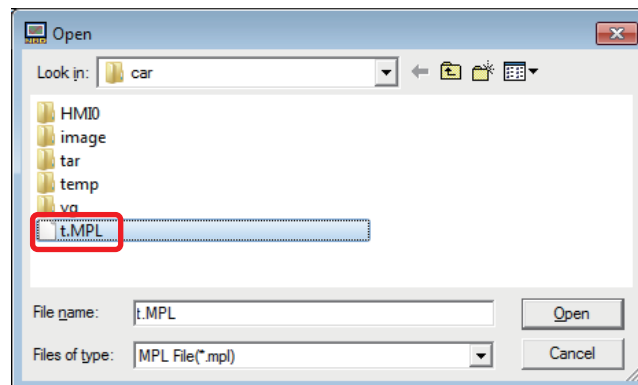 Open
Look in: car
HMI0
image
tar
temp
vg
t.MPL
File name: t.MPL
Open
Files of type: MPL File(*.mpl)
Cancel